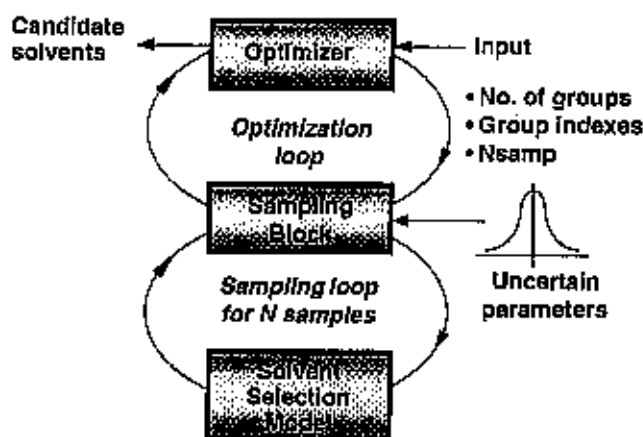 Candidate
solvents
Optimizer
Input
• No. of groups
• Group indexes
• Nsamp
Optimization
loop
Sampling
Block
Uncertain
parameters
Sampling loop
for N samples
Solvent
Selection
Model